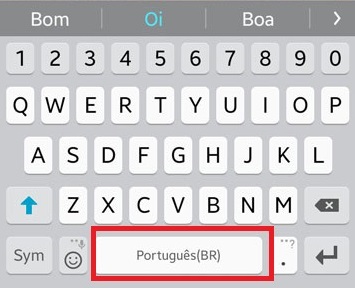 Bom Oi Boa >
1 2 3 4 5 6 7 8 9 0
Q W E R T Y U I O P
A S D F G H J K L
Z X C V B N M
Sym Português(BR) . ?